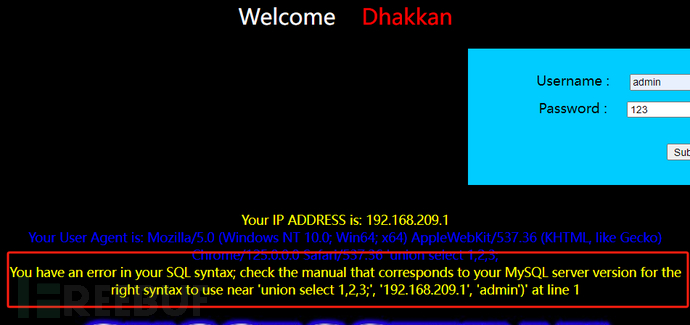 Welcome Dhakkan
Username :
admin
Password :
123
Sub
Your IP ADDRESS is: 192.168.209.1
Your User Agent is: Mozilla/5.0 (Windows NT 10.0; Win64; x64) AppleWebKit/537.36 (KHTML, like Gecko)
Chrome/123.0.0.0 Safari/537.36 'union select 1,2,3;
You have an error in your SQL syntax; check the manual that corresponds to your MySQL server version for the
right syntax to use near 'union select 1,2,3;', '192.168.209.1', 'admin')' at line 1
FREEBUF